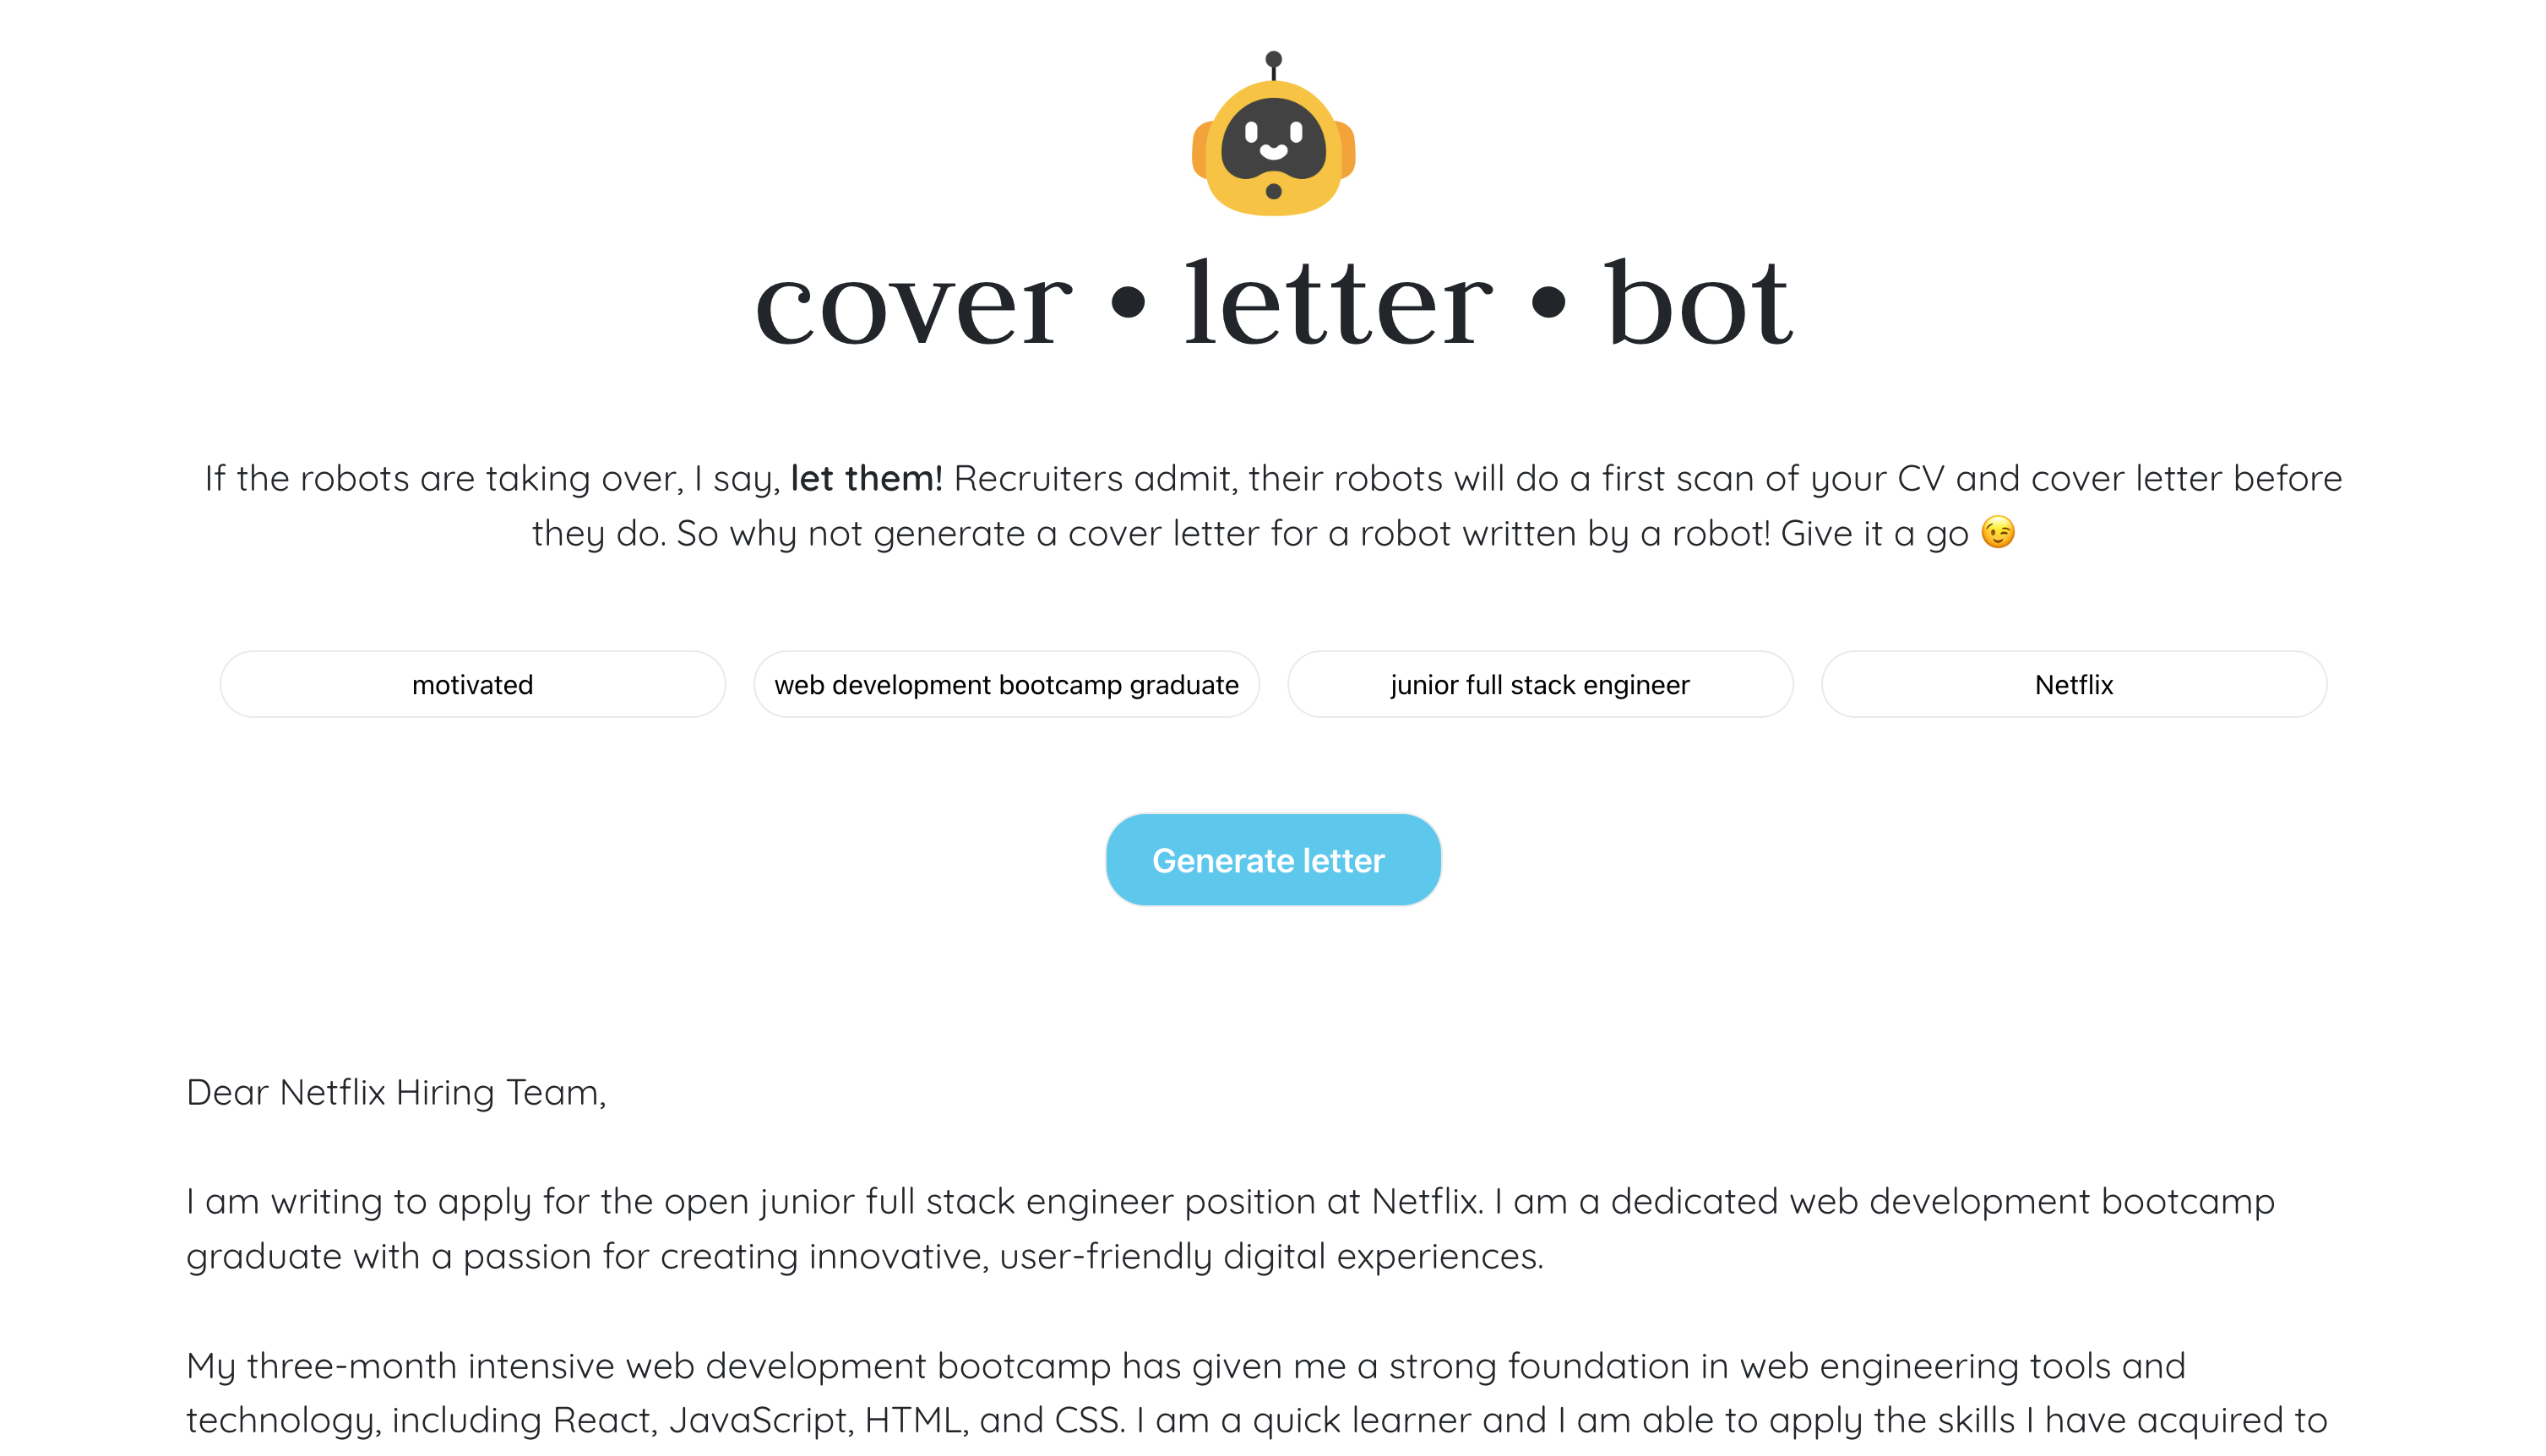 cover • letter • bot
If the robots are taking over, I say, let them! Recruiters admit, their robots will do a first scan of your CV and cover letter before
they do. So why not generate a cover letter for a robot written by a robot! Give it a go 😉
motivated
web development bootcamp graduate
junior full stack engineer
Netflix
Generate letter
Dear Netflix Hiring Team,
I am writing to apply for the open junior full stack engineer position at Netflix. I am a dedicated web development bootcamp
graduate with a passion for creating innovative, user-friendly digital experiences.
My three-month intensive web development bootcamp has given me a strong foundation in web engineering tools and
technology, including React, JavaScript, HTML, and CSS. I am a quick learner and I am able to apply the skills I have acquired to